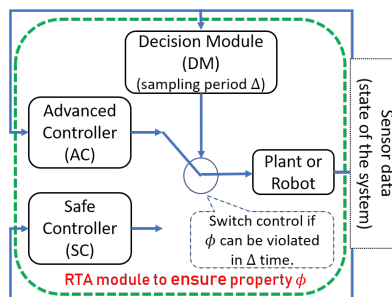 Decision Module
(DM)
(sampling period Δ)
Advanced
Controller
(AC)
Plant or
Robot
Sensor data
(state of the system)
Safe
Controller
(SC)
Switch control if
ϕ can be violated
in Δ time.
RTA module to ensure property ϕ